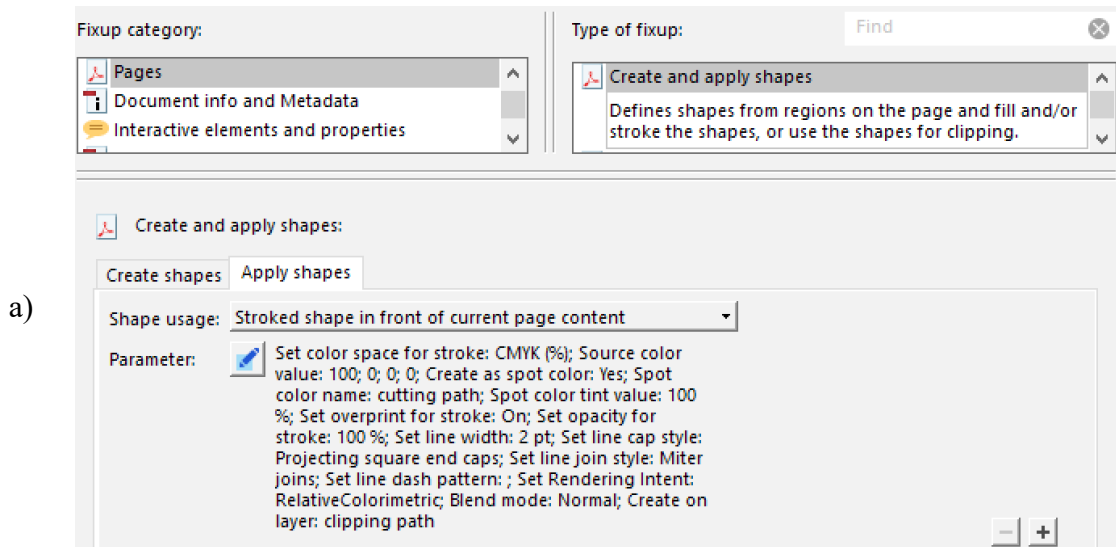 Fixup category:
Type of fixup:
Find
Pages
Document info and Metadata
Interactive elements and properties
Create and apply shapes
Defines shapes from regions on the page and fill and/or
stroke the shapes, or use the shapes for clipping.
Create and apply shapes:
Create shapes
Apply shapes
a)
Shape usage:
Stroked shape in front of current page content
Parameter:
Set color space for stroke: CMYK (%); Source color
value: 100; 0; 0; 0; Create as spot color: Yes; Spot
color name: cutting path; Spot color tint value: 100
%; Set overprint for stroke: On; Set opacity for
stroke: 100 %; Set line width: 2 pt; Set line cap style:
Projecting square end caps; Set line join style: Miter
joins; Set line dash pattern: ; Set Rendering Intent:
RelativeColorimetric; Blend mode: Normal; Create on
layer: clipping path